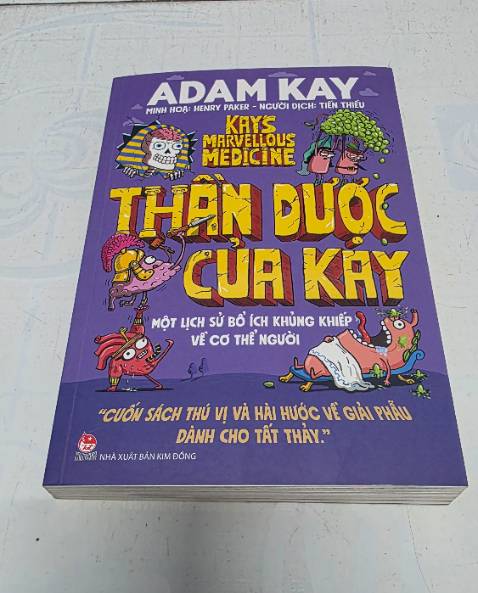 ADAM KAY
MINH HOẠ: HENRY PAKER - NGƯỜI DỊCH: TIẾN THIỀU
KAY'S
MARVELLOUS
MEDICINE
THẦN DƯỢC
CỦA KAY
MỘT LỊCH SỬ BỔ ÍCH KHỦNG KHIẾP
VỀ CƠ THỂ NGƯỜI
"CUỐN SÁCH THÚ VỊ VÀ HÀI HƯỚC VỀ GIẢI PHẪU
DÀNH CHO TẤT THẢY."
NHÀ XUẤT BẢN KIM ĐỒNG